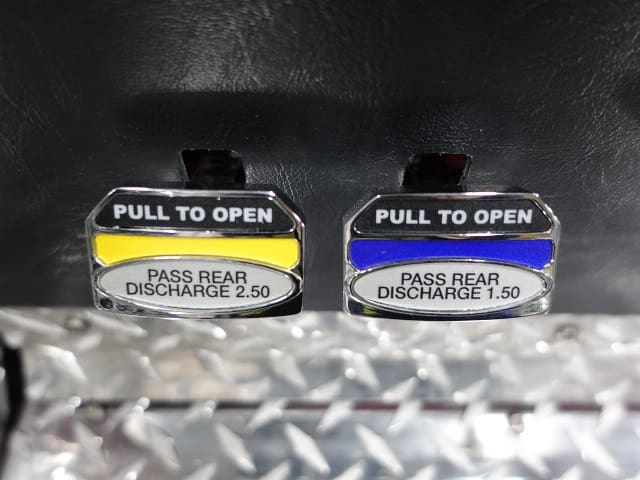 PULL TO OPEN
PASS REAR
DISCHARGE 2.50
PULL TO OPEN
PASS REAR
DISCHARGE 1.50